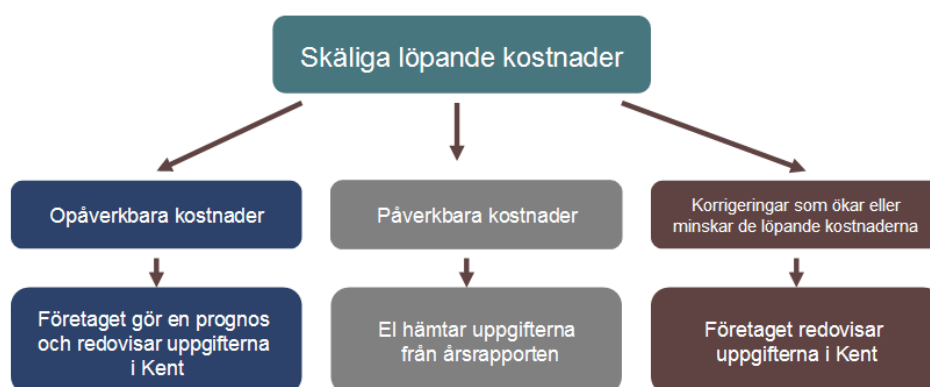 Skäliga löpande kostnader
Opåverkbara kostnader
Påverkbara kostnader
Korrigeringar som ökar eller
minskar de löpande kostnaderna
Företaget gör en prognos
och redovisar uppgifterna
i Kent
EI hämtar uppgifterna
från årsrapporten
Företaget redovisar
uppgifterna i Kent